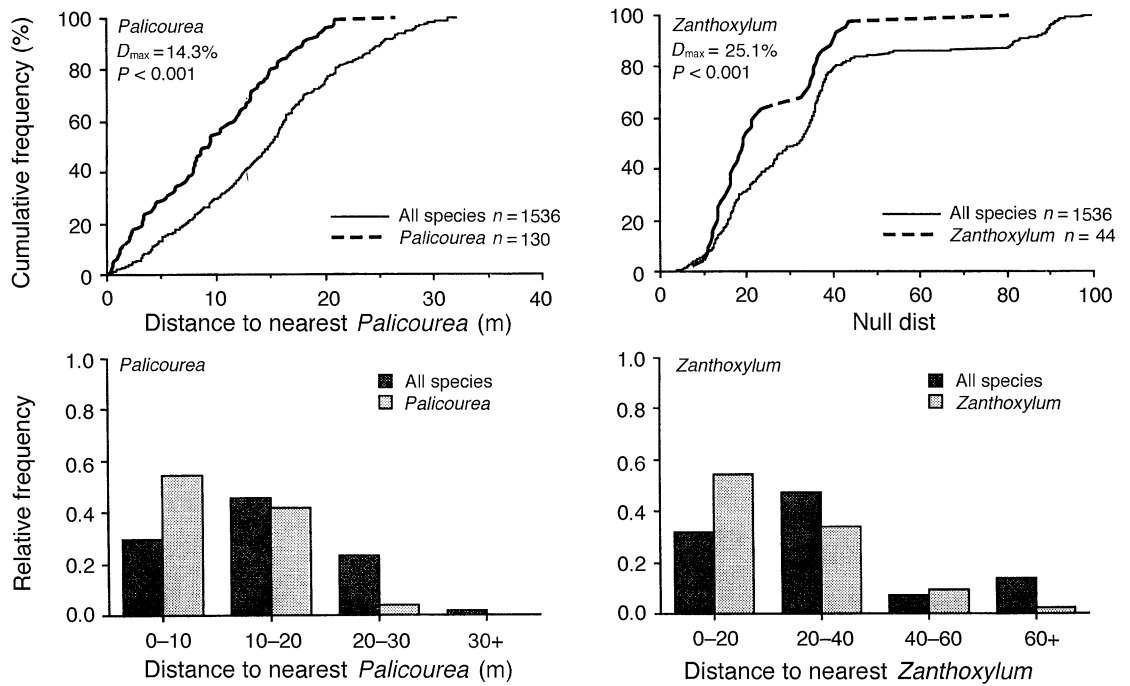 Palicourea
Dmax = 14.3%
P < 0.001
Cumulative frequency (%)
100
80
60
40
20
0
All species n = 1536
Palicourea n = 130
0 10 20 30 40
Distance to nearest Palicourea (m)
Zanthoxylum
Dmax = 25.1%
P < 0.001
100
80
60
40
20
0
All species n = 1536
Zanthoxylum n = 44
0 20 40 60 80 100
Null dist
Palicourea
All species
Palicourea
Relative frequency
1.0
0.8
0.6
0.4
0.2
0.0
0–10 10–20 20–30 30+
Distance to nearest Palicourea (m)
Zanthoxylum
All species
Zanthoxylum
1.0
0.8
0.6
0.4
0.2
0.0
0–20 20–40 40–60 60+
Distance to nearest Zanthoxylum